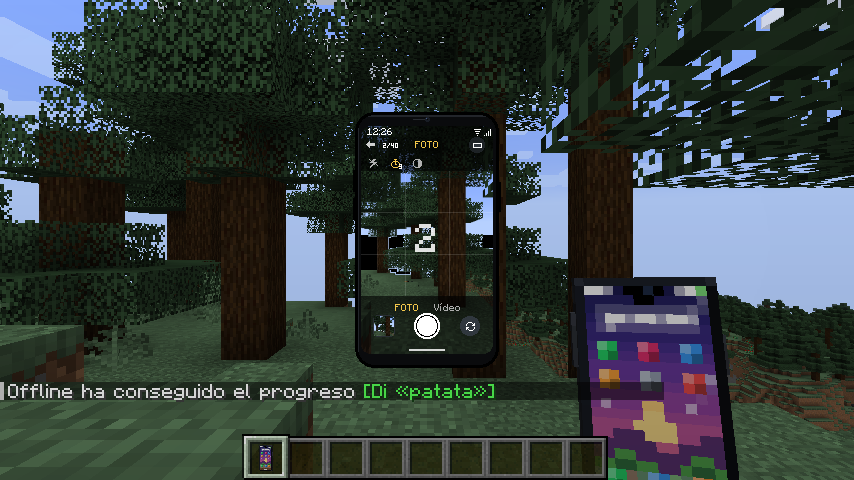 12:26
2/40 FOTO
2
FOTO Vídeo
Offline ha conseguido el progreso [Di «patata»]